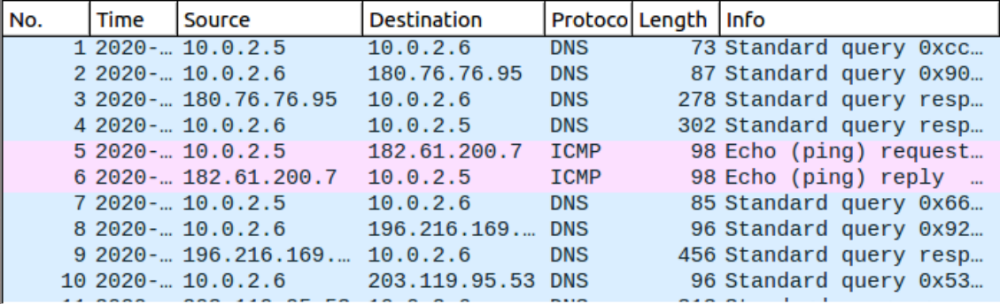 No. Time Source Destination Protoco Length Info
1 2020-… 10.0.2.5 10.0.2.6 DNS 73 Standard query 0xcc…
2 2020-… 10.0.2.6 180.76.76.95 DNS 87 Standard query 0x90…
3 2020-… 180.76.76.95 10.0.2.6 DNS 278 Standard query resp…
4 2020-… 10.0.2.6 10.0.2.5 DNS 302 Standard query resp…
5 2020-… 10.0.2.5 182.61.200.7 ICMP 98 Echo (ping) request…
6 2020-… 182.61.200.7 10.0.2.5 ICMP 98 Echo (ping) reply …
7 2020-… 10.0.2.5 10.0.2.6 DNS 85 Standard query 0x66…
8 2020-… 10.0.2.6 196.216.169.… DNS 96 Standard query 0x92…
9 2020-… 196.216.169.… 10.0.2.6 DNS 456 Standard query resp…
10 2020-… 10.0.2.6 203.119.95.53 DNS 96 Standard query 0x53…